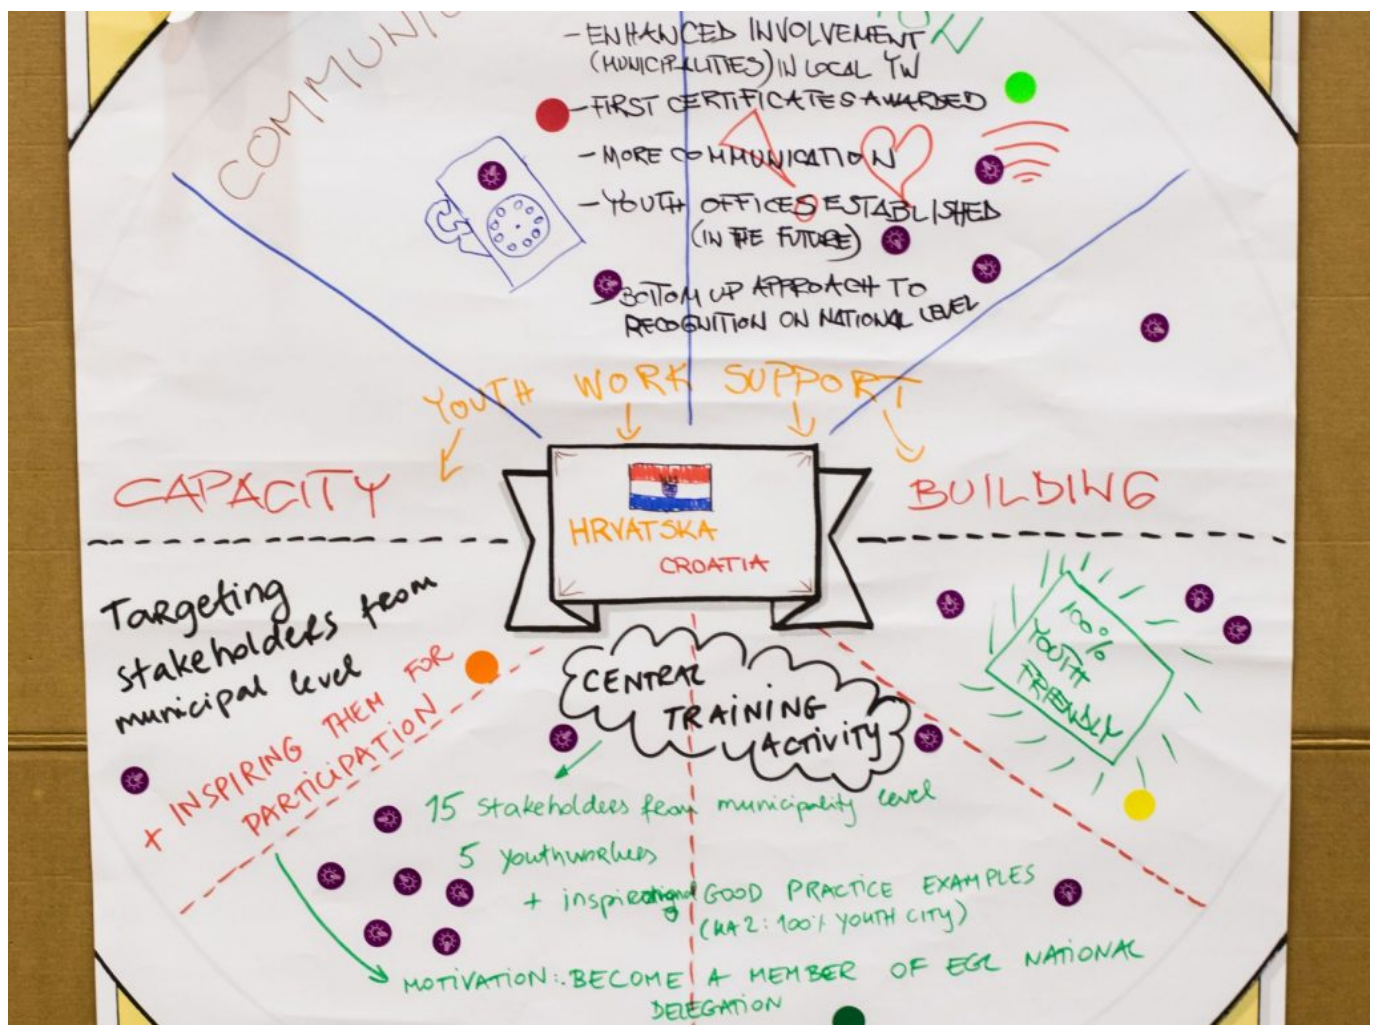 COMMUNIC
- ENHANCED INVOLVEMENT
(MUNICIPALITIES) IN LOCAL YW
- FIRST CERTIFICATES AWARDED
- MORE COMMUNICATION
- YOUTH OFFICES ESTABLISHED
(IN THE FUTURE)
- BOTTOM UP APPROACH TO
RECOGNITION ON NATIONAL LEVEL
YOUTH WORK SUPPORT
CAPACITY BUILDING
HRVATSKA
CROATIA
Targeting
stakeholders from
municipal level
+ INSPIRING THEM FOR
PARTICIPATION
100%
YOUTH
FRIENDLY
CENTRAL
TRAINING
ACTIVITY
15 stakeholders from municipality level
5 youthworkers
+ GOOD PRACTICE EXAMPLES
(KA2: 100% YOUTH CITY)
MOTIVATION: BECOME A MEMBER OF EGL NATIONAL
DELEGATION